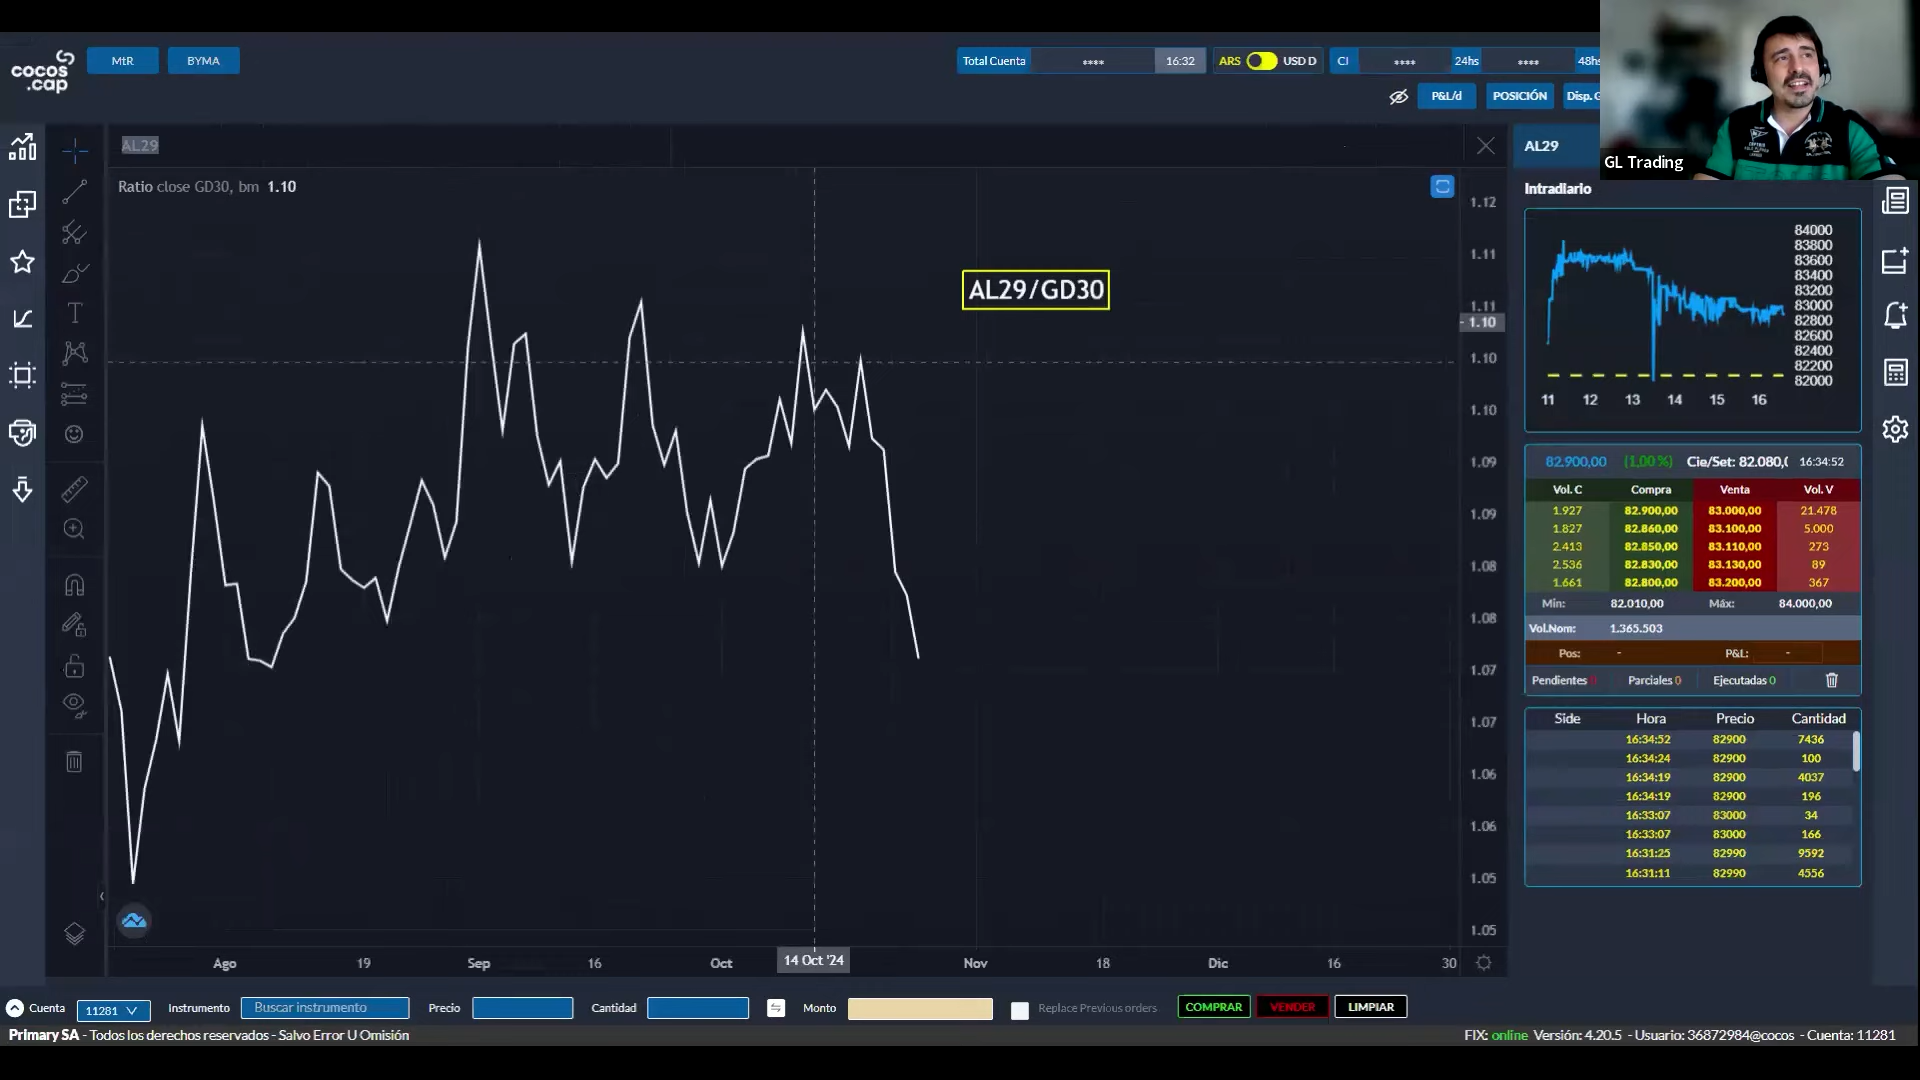 cocos
.cap
MtR
BYMA
Total Cuenta
****
16:32
ARS
USD D
CI
****
24hs
****
48hs
P&L/d
POSICIÓN
Disp. G
GL Trading
AL29
Ratio close GD30, bm 1.10
AL29/GD30
1.12
1.11
1.11
1.10
1.10
1.10
1.09
1.09
1.08
1.08
1.07
1.07
1.06
1.06
1.05
1.05
Ago
19
Sep
16
Oct
14 Oct '24
Nov
18
Dic
16
30
AL29
Intradiario
84000
83800
83600
83400
83200
83000
82800
82600
82400
82200
82000
11 12 13 14 15 16
82.900,00 (1,00 %) Cie/Set: 82.080,( 16:34:52
Vol. C Compra Venta Vol. V
1.927 82.900,00 83.000,00 21.478
1.827 82.860,00 83.100,00 5.000
2.413 82.850,00 83.110,00 273
2.536 82.830,00 83.130,00 89
1.661 82.800,00 83.200,00 367
Min: 82.010,00 Máx: 84.000,00
Vol.Nom: 1.365.503
Pos: - P&L: -
Pendientes 0 Parciales 0 Ejecutadas 0
Side Hora Precio Cantidad
16:34:52 82900 7436
16:34:24 82900 100
16:34:19 82900 4037
16:34:19 82900 196
16:33:07 83000 34
16:33:07 83000 166
16:31:25 82990 9592
16:31:11 82990 4556
Cuenta 11281 Instrumento Buscar instrumento Precio Cantidad Monto Replace Previous orders COMPRAR VENDER LIMPIAR
Primary SA - Todos los derechos reservados - Salvo Error U Omisión
FIX: online Versión: 4.20.5 - Usuario: 36872984@cocos - Cuenta: 11281